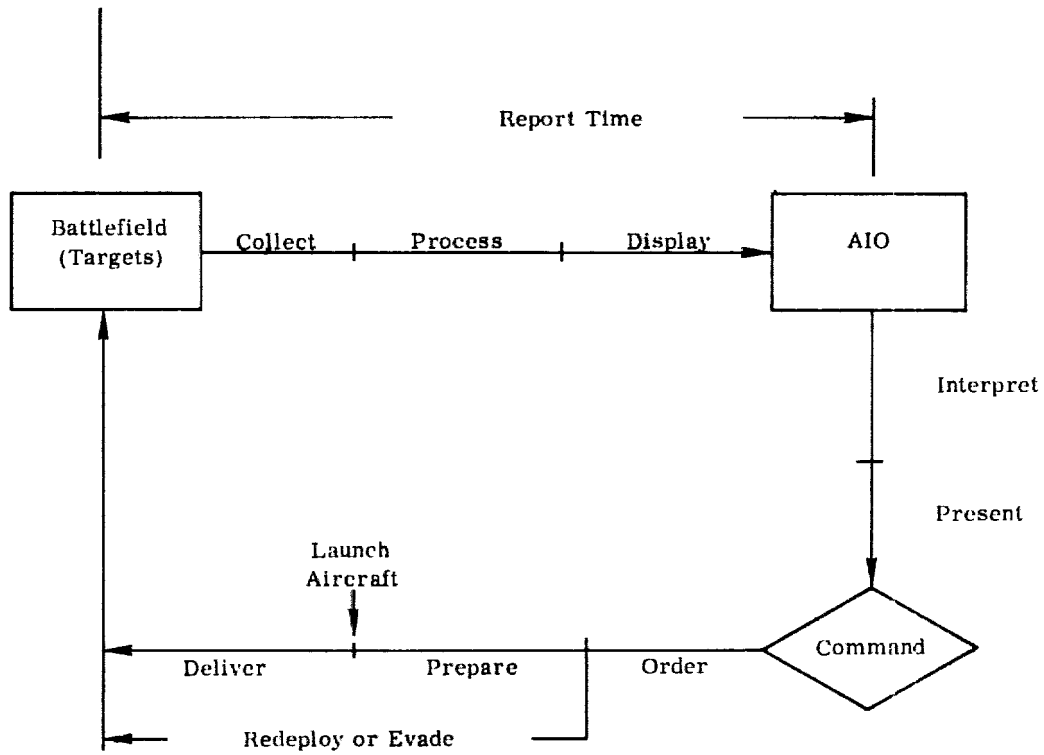 Report Time
Battlefield
(Targets)
Collect
Process
Display
AIO
Interpret
Present
Launch
Aircraft
Command
Deliver
Prepare
Order
Redeploy or Evade